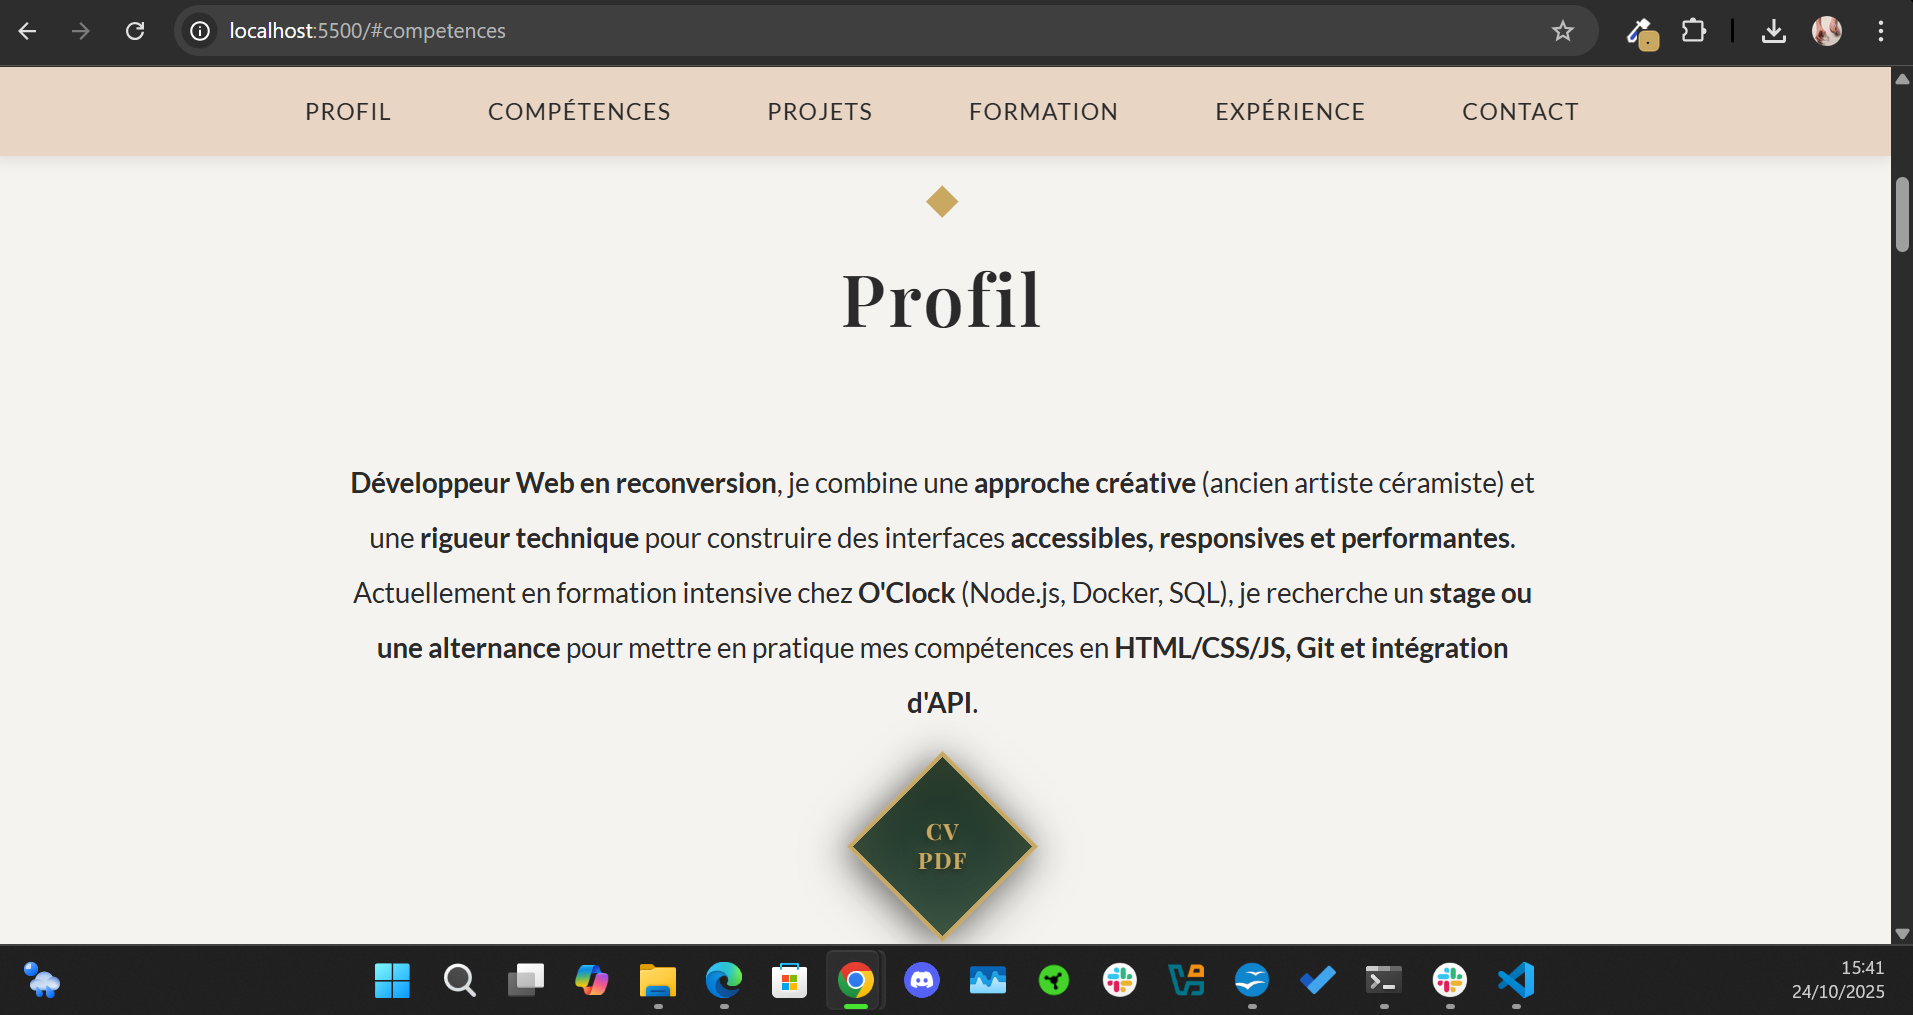 localhost:5500/#competences
PROFIL COMPÉTENCES PROJETS FORMATION EXPÉRIENCE CONTACT
Profil
Développeur Web en reconversion, je combine une approche créative (ancien artiste céramiste) et
une rigueur technique pour construire des interfaces accessibles, responsives et performantes.
Actuellement en formation intensive chez O'Clock (Node.js, Docker, SQL), je recherche un stage ou
une alternance pour mettre en pratique mes compétences en HTML/CSS/JS, Git et intégration
d'API.
CV
PDF
15:41
24/10/2025